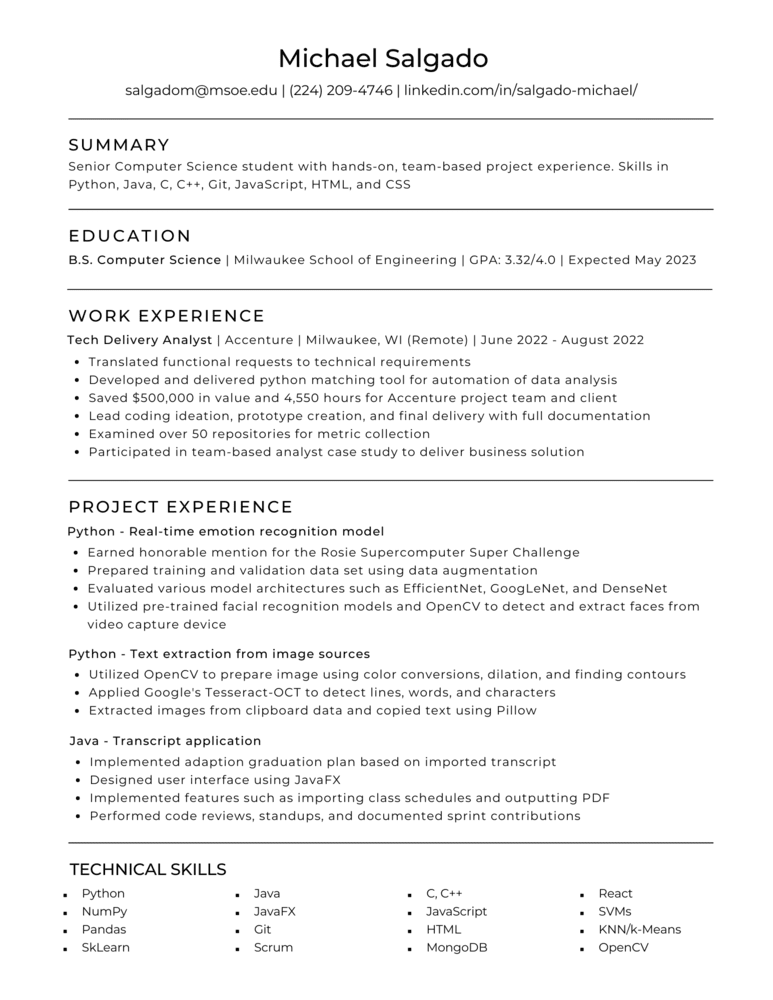 Michael Salgado
salgadom@msoe.edu | (224) 209-4746 | linkedin.com/in/salgado-michael/
SUMMARY
Senior Computer Science student with hands-on, team-based project experience. Skills in
Python, Java, C, C++, Git, JavaScript, HTML, and CSS
EDUCATION
B.S. Computer Science | Milwaukee School of Engineering | GPA: 3.32/4.0 | Expected May 2023
WORK EXPERIENCE
Tech Delivery Analyst | Accenture | Milwaukee, WI (Remote) | June 2022 - August 2022
• Translated functional requests to technical requirements
• Developed and delivered python matching tool for automation of data analysis
• Saved $500,000 in value and 4,550 hours for Accenture project team and client
• Lead coding ideation, prototype creation, and final delivery with full documentation
• Examined over 50 repositories for metric collection
• Participated in team-based analyst case study to deliver business solution
PROJECT EXPERIENCE
Python - Real-time emotion recognition model
• Earned honorable mention for the Rosie Supercomputer Super Challenge
• Prepared training and validation data set using data augmentation
• Evaluated various model architectures such as EfficientNet, GoogLeNet, and DenseNet
• Utilized pre-trained facial recognition models and OpenCV to detect and extract faces from
video capture device
Python - Text extraction from image sources
• Utilized OpenCV to prepare image using color conversions, dilation, and finding contours
• Applied Google's Tesseract-OCT to detect lines, words, and characters
• Extracted images from clipboard data and copied text using Pillow
Java - Transcript application
• Implemented adaption graduation plan based on imported transcript
• Designed user interface using JavaFX
• Implemented features such as importing class schedules and outputting PDF
• Performed code reviews, standups, and documented sprint contributions
TECHNICAL SKILLS
▪ Python ▪ Java ▪ C, C++ ▪ React
▪ NumPy ▪ JavaFX ▪ JavaScript ▪ SVMs
▪ Pandas ▪ Git ▪ HTML ▪ KNN/k-Means
▪ SkLearn ▪ Scrum ▪ MongoDB ▪ OpenCV